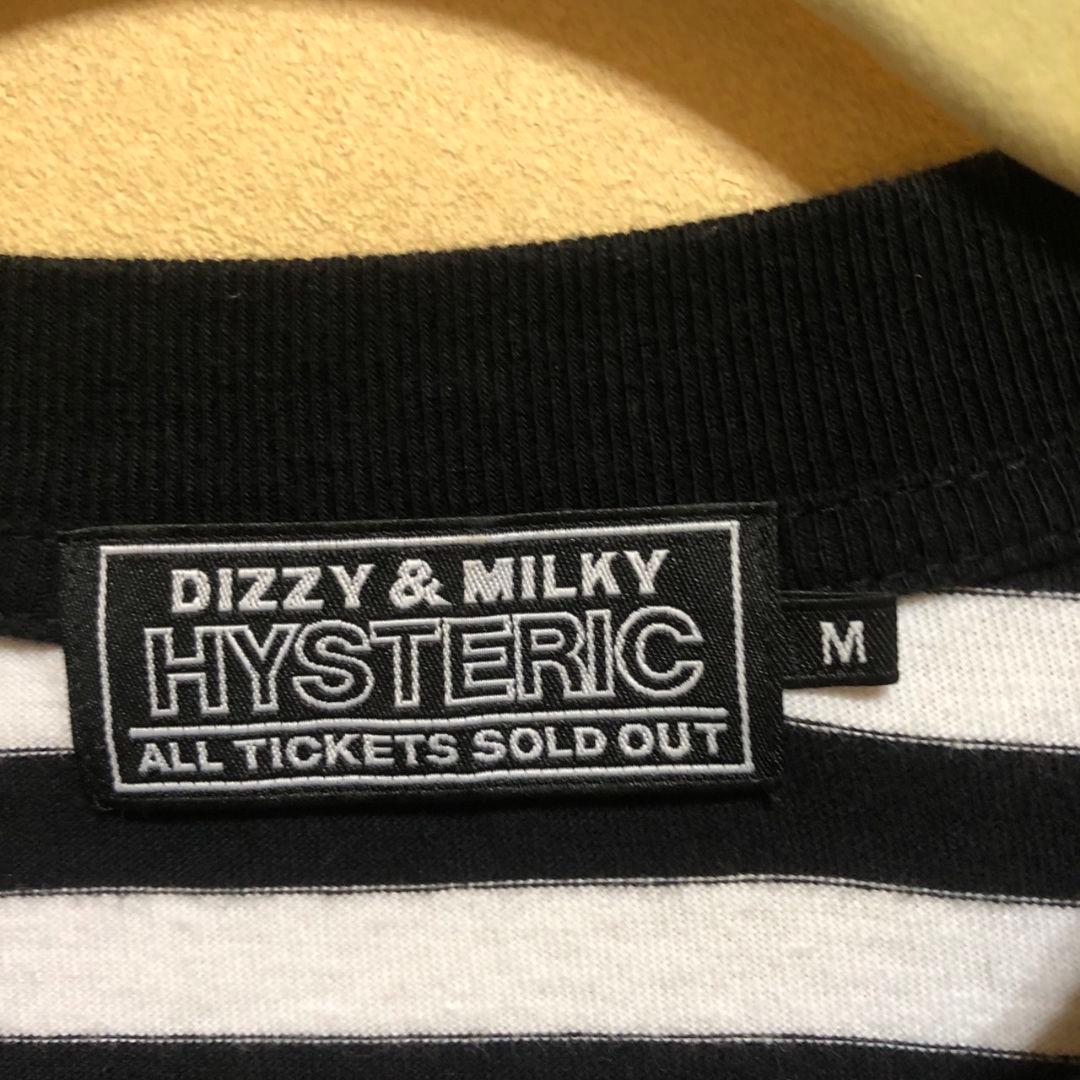 DIZZY & MILKY
HYSTERIC
ALL TICKETS SOLD OUT
M